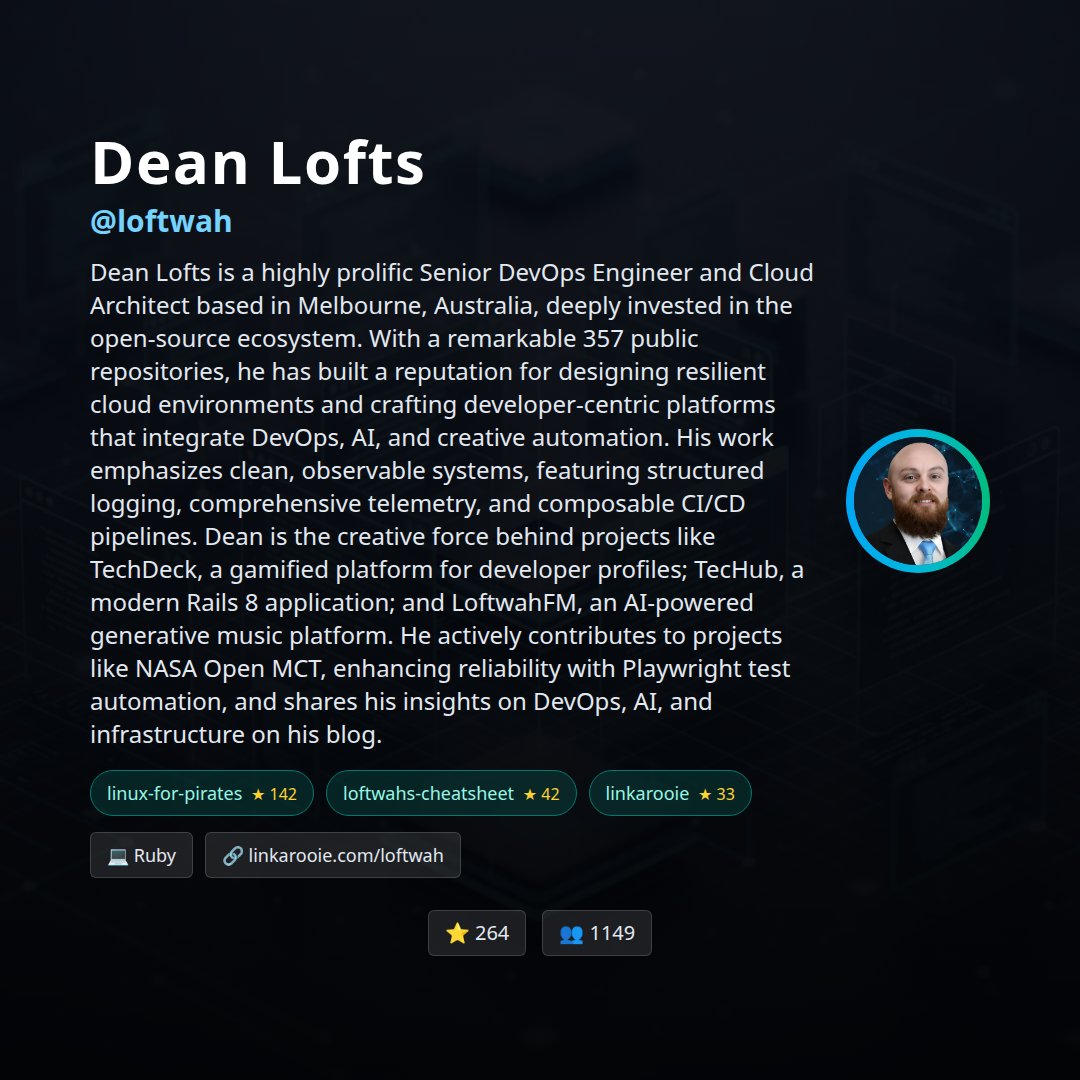 Dean Lofts
@loftwah
Dean Lofts is a highly prolific Senior DevOps Engineer and Cloud
Architect based in Melbourne, Australia, deeply invested in the
open-source ecosystem. With a remarkable 357 public
repositories, he has built a reputation for designing resilient
cloud environments and crafting developer-centric platforms
that integrate DevOps, AI, and creative automation. His work
emphasizes clean, observable systems, featuring structured
logging, comprehensive telemetry, and composable CI/CD
pipelines. Dean is the creative force behind projects like
TechDeck, a gamified platform for developer profiles; TecHub, a
modern Rails 8 application; and LoftwahFM, an AI-powered
generative music platform. He actively contributes to projects
like NASA Open MCT, enhancing reliability with Playwright test
automation, and shares his insights on DevOps, AI, and
infrastructure on his blog.
linux-for-pirates ★ 142 loftwahs-cheatsheet ★ 42 linkarooie ★ 33
💻 Ruby 🔗 linkarooie.com/loftwah
⭐ 264 👥 1149